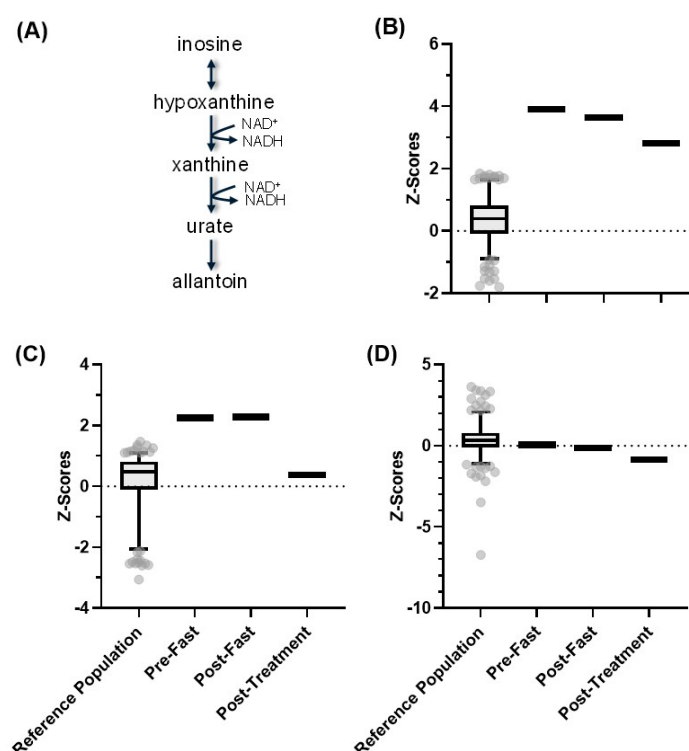 (A)
inosine
hypoxanthine
NAD+
NADH
xanthine
NAD+
NADH
urate
allantoin
(B)
Z-Scores
6
4
2
0
-2
(C)
Z-Scores
4
2
0
-2
-4
Reference Population
Pre-Fast
Post-Fast
Post-Treatment
(D)
Z-Scores
5
0
-5
-10
Reference Population
Pre-Fast
Post-Fast
Post-Treatment